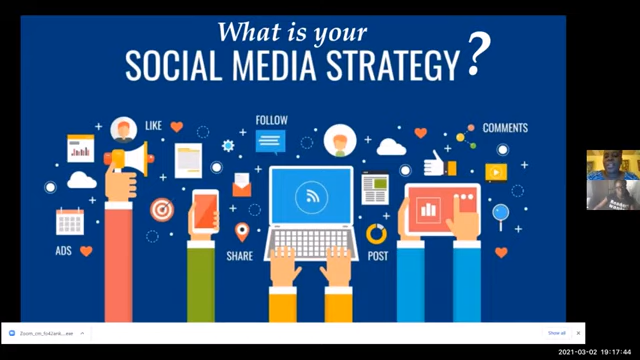 What is your
SOCIAL MEDIA STRATEGY?
LIKE
FOLLOW
COMMENTS
ADS
SHARE
POST
Show all
2021-03-02 19:17:44